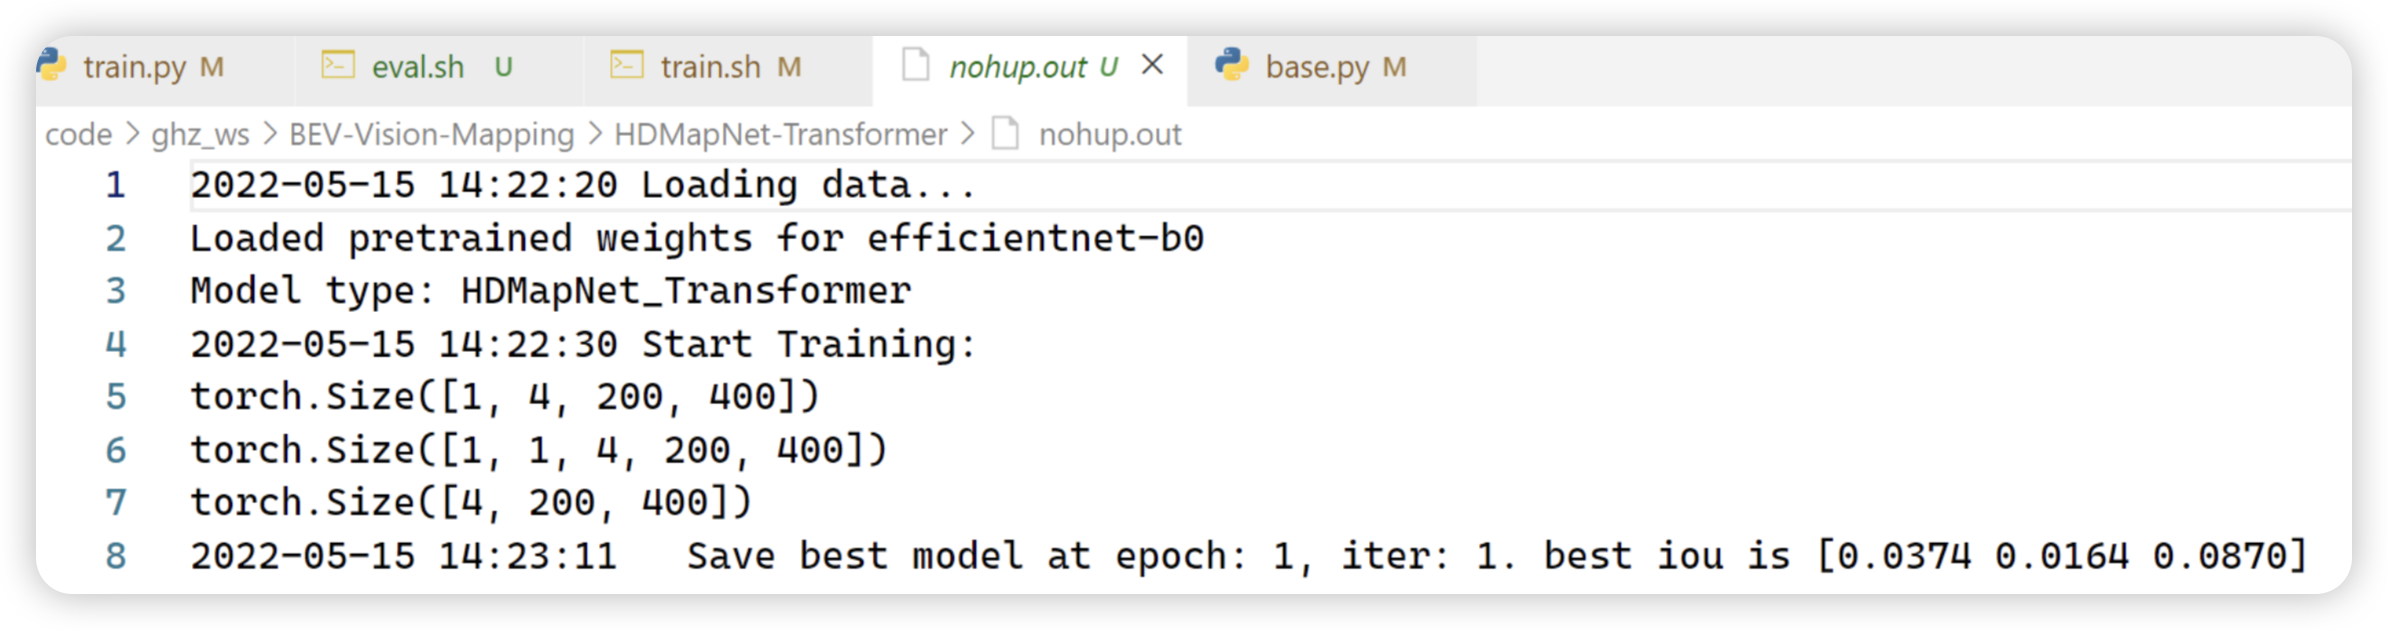 train.py M eval.sh U train.sh M nohup.out U base.py M
code > ghz_ws > BEV-Vision-Mapping > HDMapNet-Transformer > nohup.out
1 2022-05-15 14:22:20 Loading data...
2 Loaded pretrained weights for efficientnet-b0
3 Model type: HDMapNet_Transformer
4 2022-05-15 14:22:30 Start Training:
5 torch.Size([1, 4, 200, 400])
6 torch.Size([1, 1, 4, 200, 400])
7 torch.Size([4, 200, 400])
8 2022-05-15 14:23:11   Save best model at epoch: 1, iter: 1. best iou is [0.0374 0.0164 0.0870]